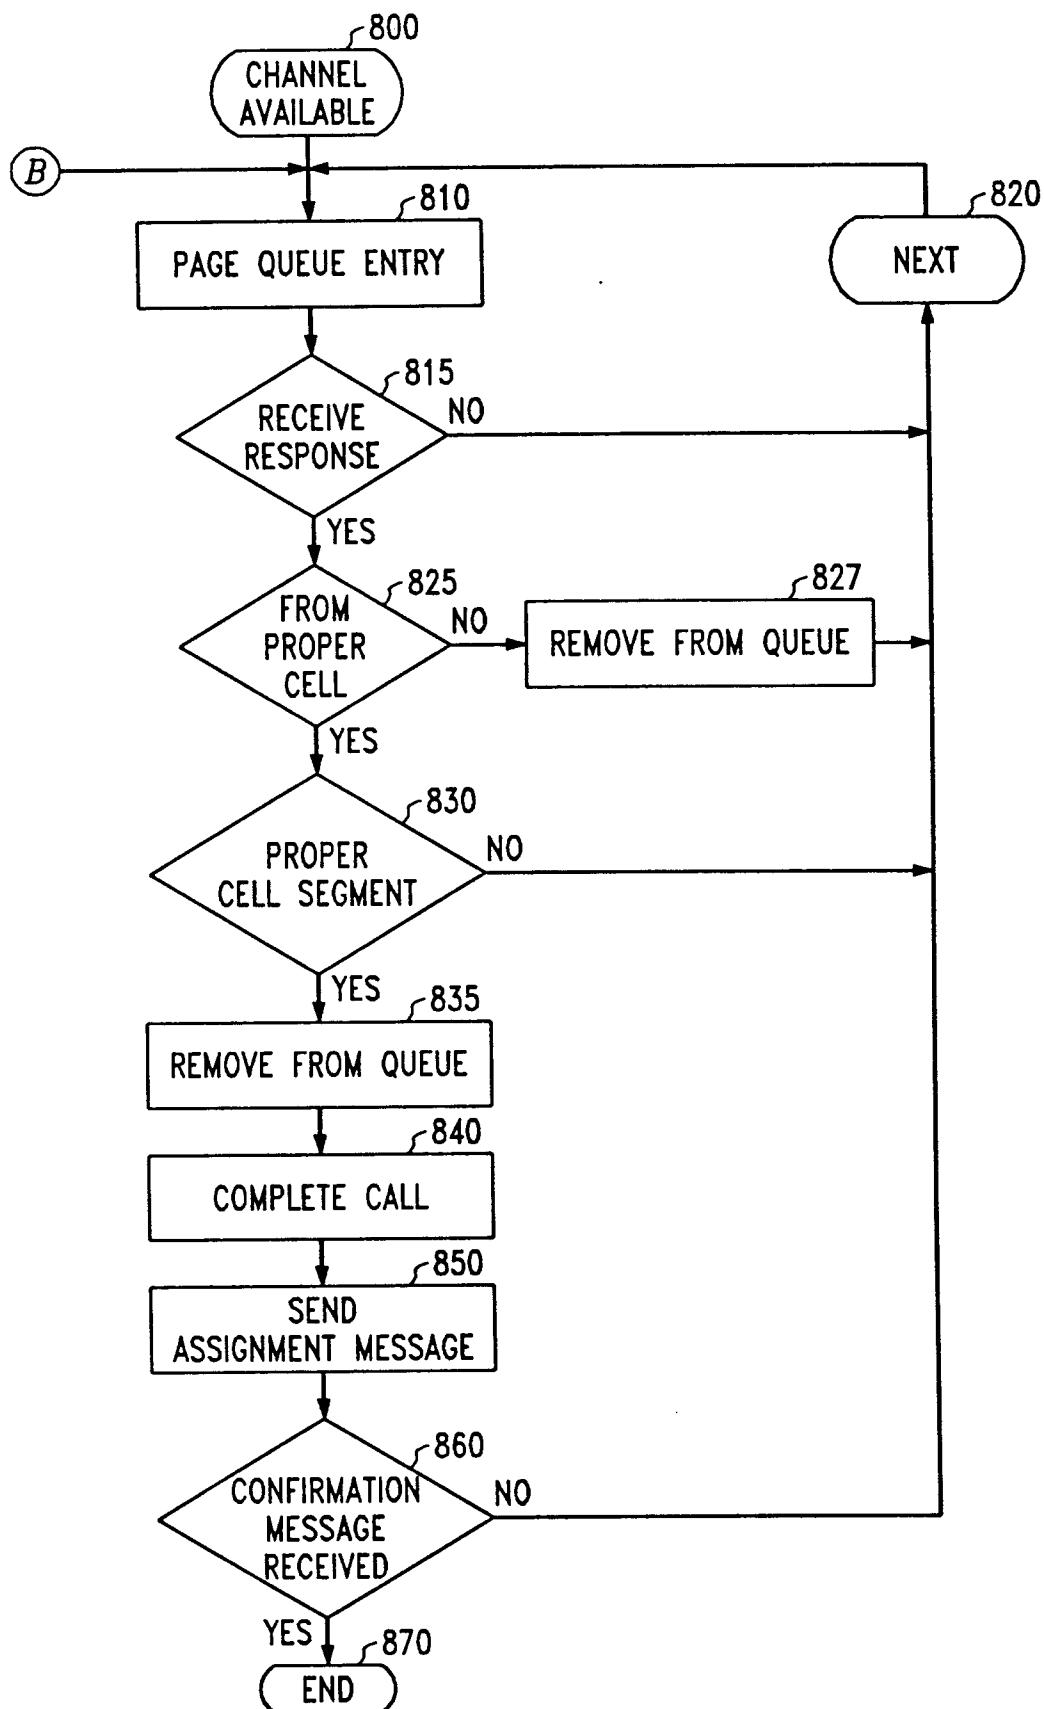 800
CHANNEL
AVAILABLE
B
810
820
PAGE QUEUE ENTRY
NEXT
815
RECEIVE
RESPONSE
NO
YES
825
FROM
PROPER
CELL
NO
827
REMOVE FROM QUEUE
YES
830
PROPER
CELL SEGMENT
NO
YES
835
REMOVE FROM QUEUE
840
COMPLETE CALL
850
SEND
ASSIGNMENT MESSAGE
860
CONFIRMATION
MESSAGE
RECEIVED
NO
YES
870
END